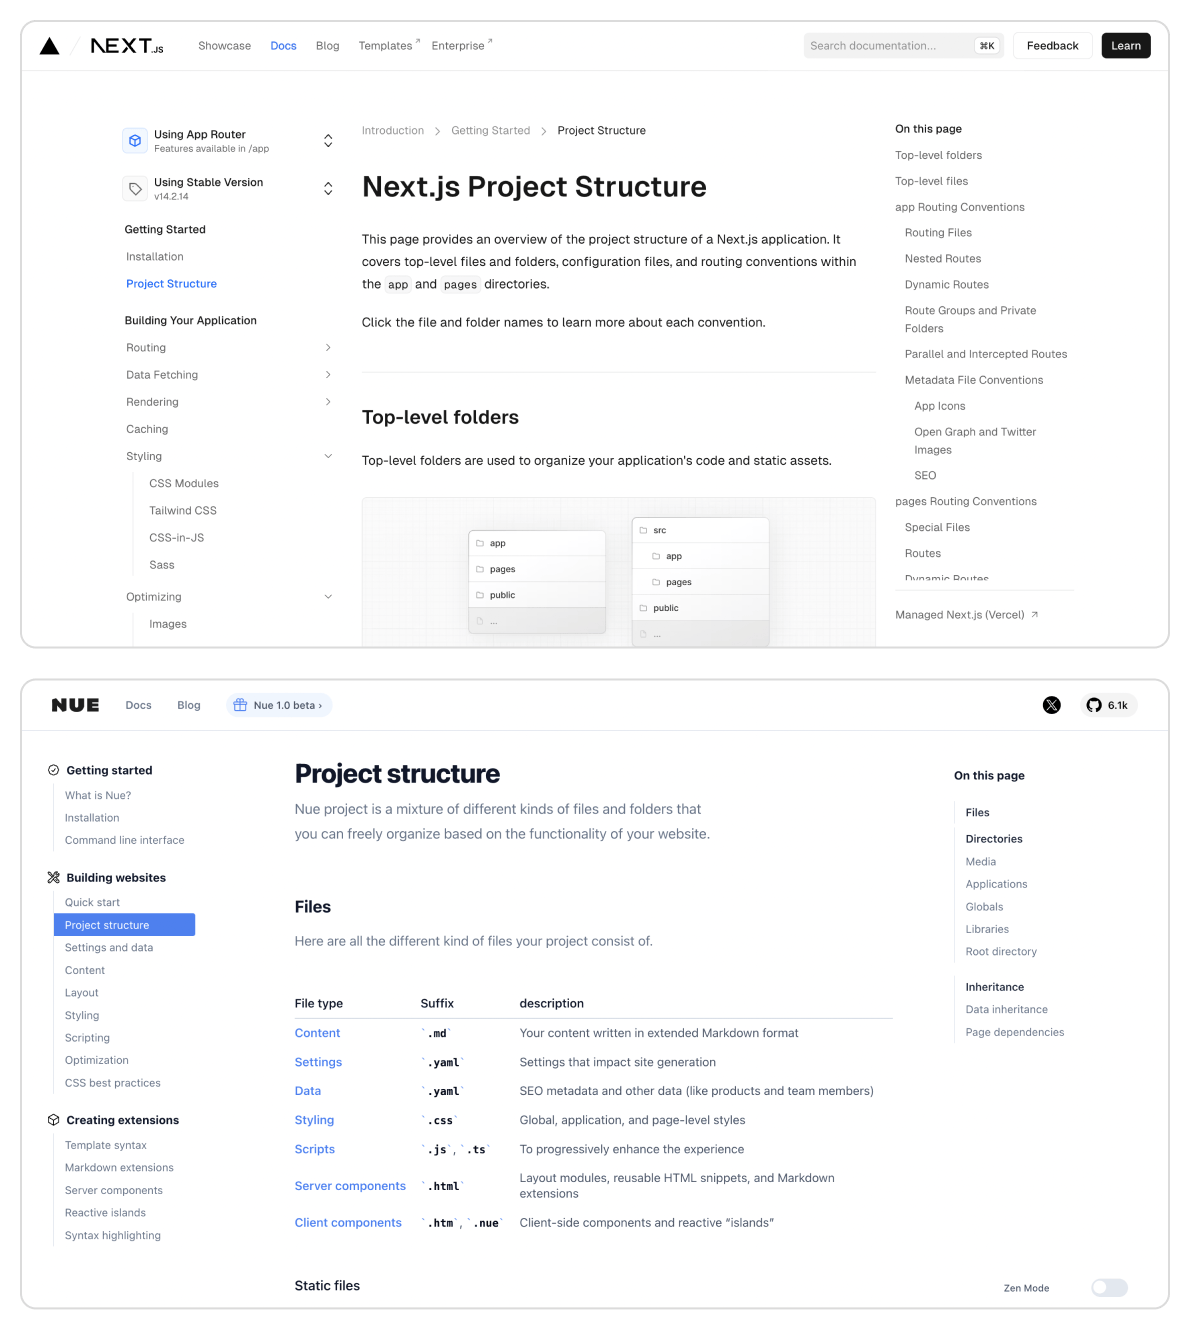 NEXT.JS
Showcase
Docs
Blog
Templates
Enterprise
Search documentation...
⌘K
Feedback
Learn
Using App Router
Features available in /app
Using Stable Version
v14.2.14
Getting Started
Installation
Project Structure
Building Your Application
Routing
Data Fetching
Rendering
Caching
Styling
CSS Modules
Tailwind CSS
CSS-in-JS
Sass
Optimizing
Images
Introduction > Getting Started > Project Structure
Next.js Project Structure
This page provides an overview of the project structure of a Next.js application. It
covers top-level files and folders, configuration files, and routing conventions within
the app and pages directories.
Click the file and folder names to learn more about each convention.
Top-level folders
Top-level folders are used to organize your application's code and static assets.
app
pages
public
...
src
app
pages
public
...
On this page
Top-level folders
Top-level files
app Routing Conventions
Routing Files
Nested Routes
Dynamic Routes
Route Groups and Private
Folders
Parallel and Intercepted Routes
Metadata File Conventions
App Icons
Open Graph and Twitter
Images
SEO
pages Routing Conventions
Special Files
Routes
Dynamic Routes
Managed Next.js (Vercel)
NUE
Docs
Blog
Nue 1.0 beta ›
6.1k
Getting started
What is Nue?
Installation
Command line interface
Building websites
Quick start
Project structure
Settings and data
Content
Layout
Styling
Scripting
Optimization
CSS best practices
Creating extensions
Template syntax
Markdown extensions
Server components
Reactive islands
Syntax highlighting
Project structure
Nue project is a mixture of different kinds of files and folders that
you can freely organize based on the functionality of your website.
Files
Here are all the different kind of files your project consist of.
File type Suffix description
Content `.md` Your content written in extended Markdown format
Settings `.yaml` Settings that impact site generation
Data `.yaml` SEO metadata and other data (like products and team members)
Styling `.css` Global, application, and page-level styles
Scripts `.js`, `.ts` To progressively enhance the experience
Server components `.html` Layout modules, reusable HTML snippets, and Markdown
extensions
Client components `.htm`, `.nue` Client-side components and reactive “islands”
Static files
On this page
Files
Directories
Media
Applications
Globals
Libraries
Root directory
Inheritance
Data inheritance
Page dependencies
Zen Mode